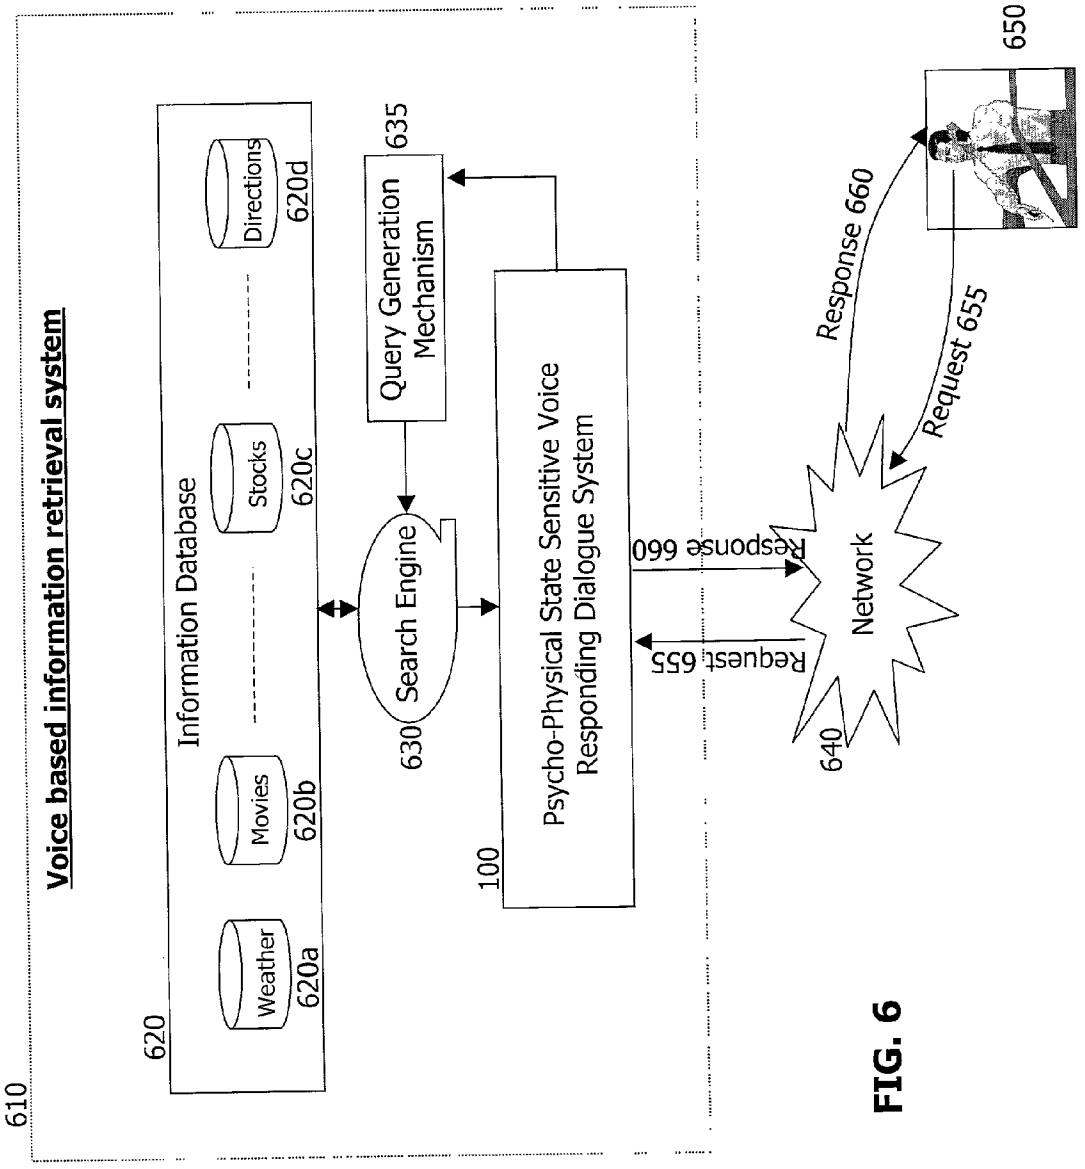 610
Voice based information retrieval system
620
Information Database
Weather
620a
Movies
620b
Stocks
620c
Directions
620d
630
Search Engine
Query Generation
Mechanism
635
100
Psycho-Physical State Sensitive Voice
Responding Dialogue System
Request 655
Response 660
640
Network
Response 660
Request 655
650
FIG. 6